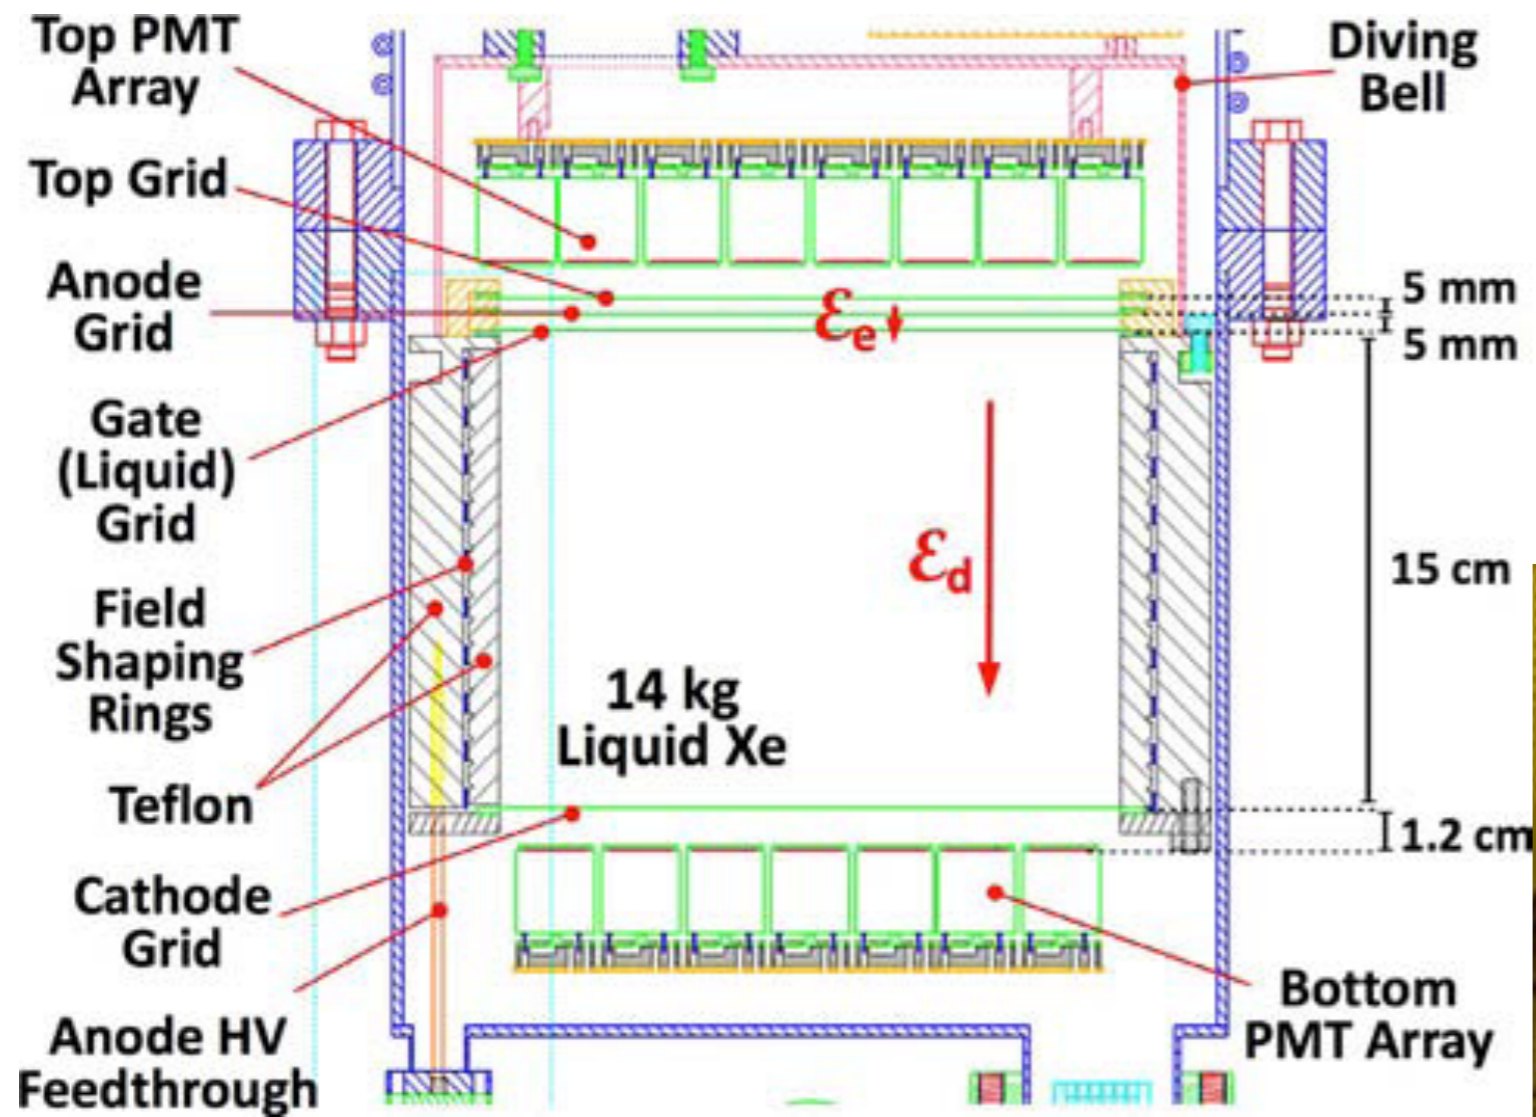 Top PMT
Array
Top Grid
Anode
Grid
Gate
(Liquid)
Grid
Field
Shaping
Rings
Teflon
Cathode
Grid
Anode HV
Feedthrough
ℰe
ℰd
14 kg
Liquid Xe
Diving
Bell
5 mm
5 mm
15 cm
1.2 cm
Bottom
PMT Array